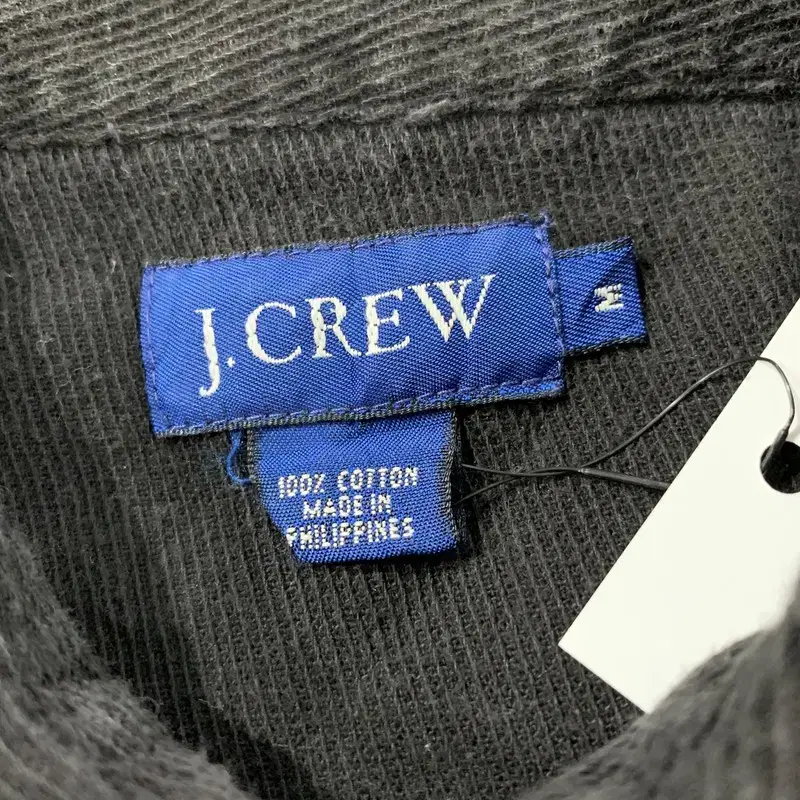 J.CREW
M
100% COTTON
MADE IN
PHILIPPINES